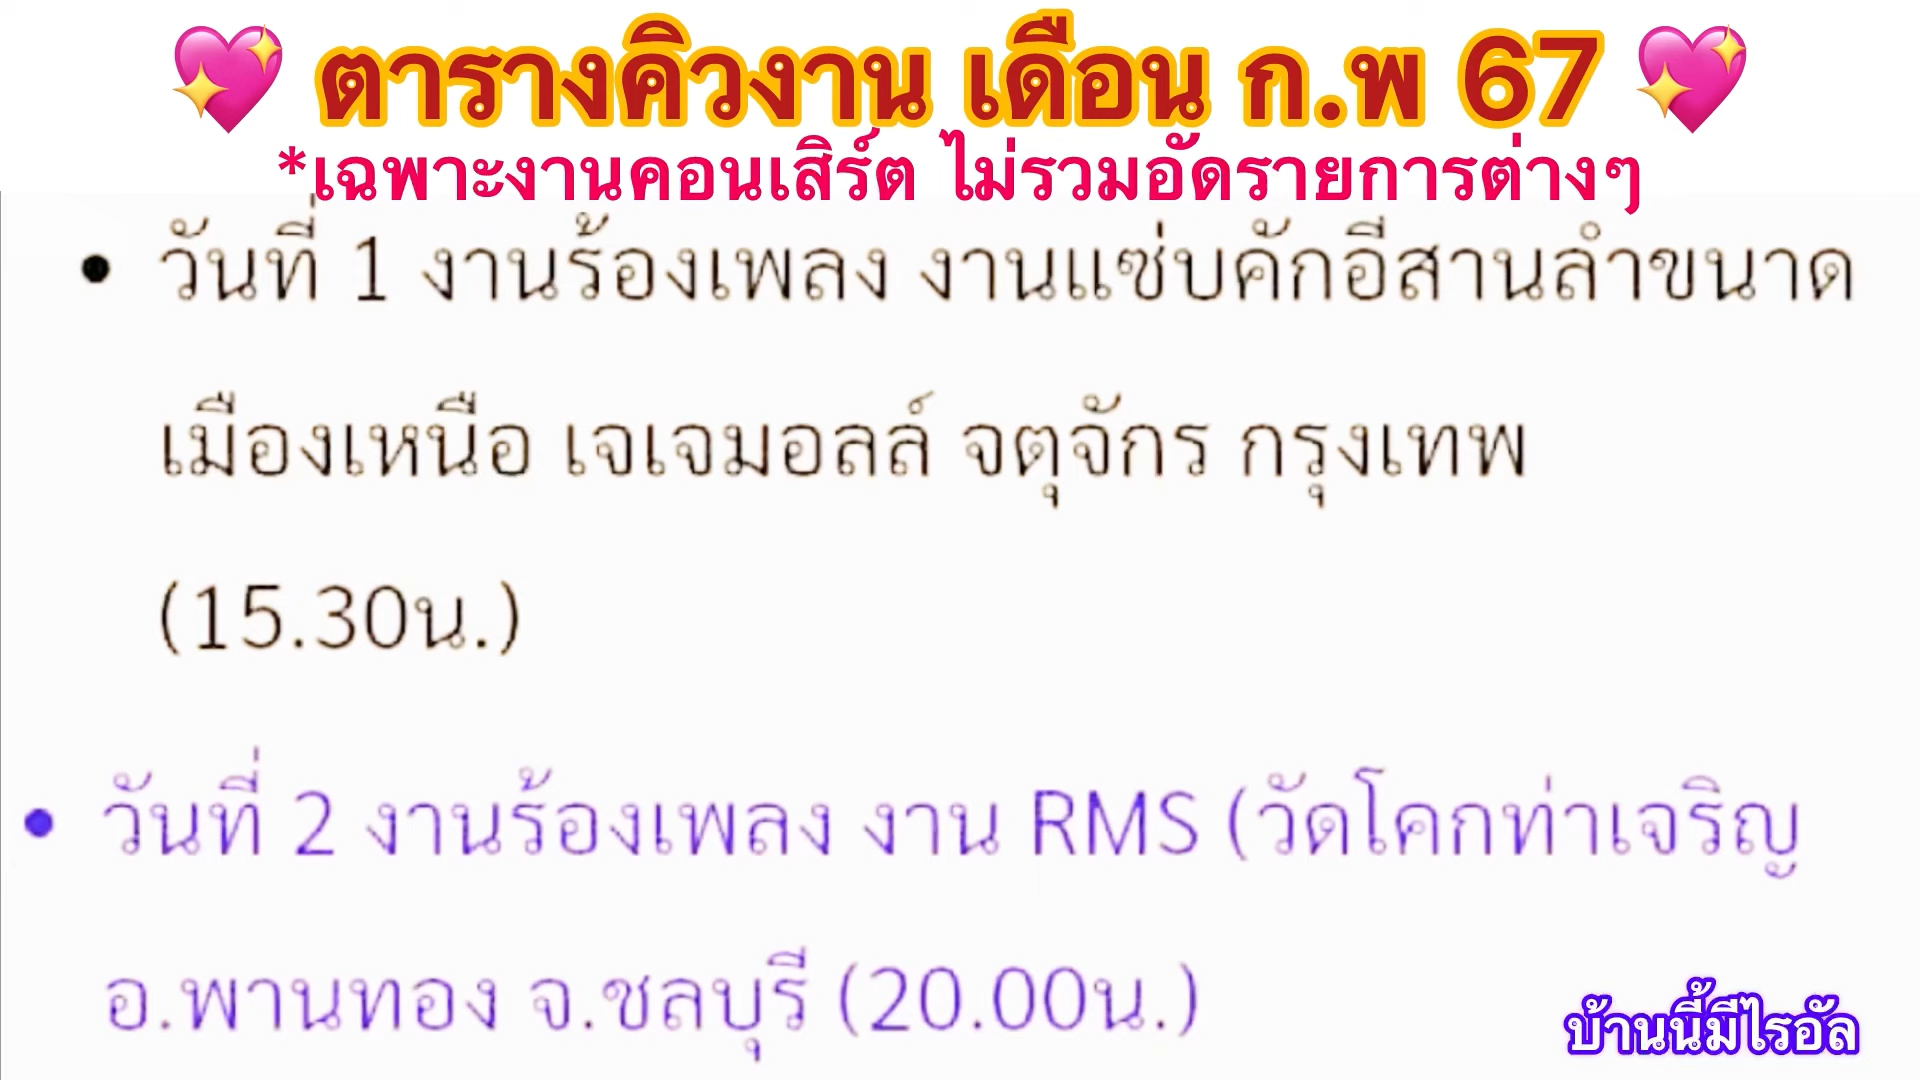 ตารางคิวงาน เดือน ก.พ 67
*เฉพาะงานคอนเสิร์ต ไม่รวมอัดรายการต่างๆ
• วันที่ 1 งานร้องเพลง งานแซ่บคักอีสานลำขนาด
เมืองเหนือ เจเจมอลล์ จตุจักร กรุงเทพ
(15.30น.)
• วันที่ 2 งานร้องเพลง งาน RMS (วัดโคกท่าเจริญ
อ.พานทอง จ.ชลบุรี (20.00น.)
บ้านนี้มีไรอัล